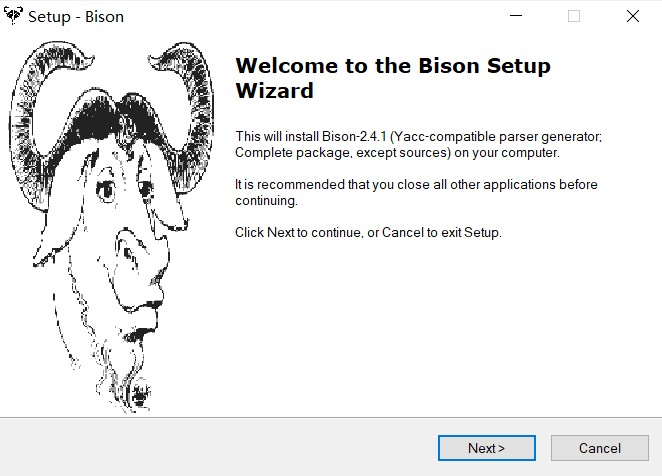 Setup - Bison
Welcome to the Bison Setup
Wizard
This will install Bison-2.4.1 (Yacc-compatible parser generator;
Complete package, except sources) on your computer.
It is recommended that you close all other applications before
continuing.
Click Next to continue, or Cancel to exit Setup.
Next >
Cancel